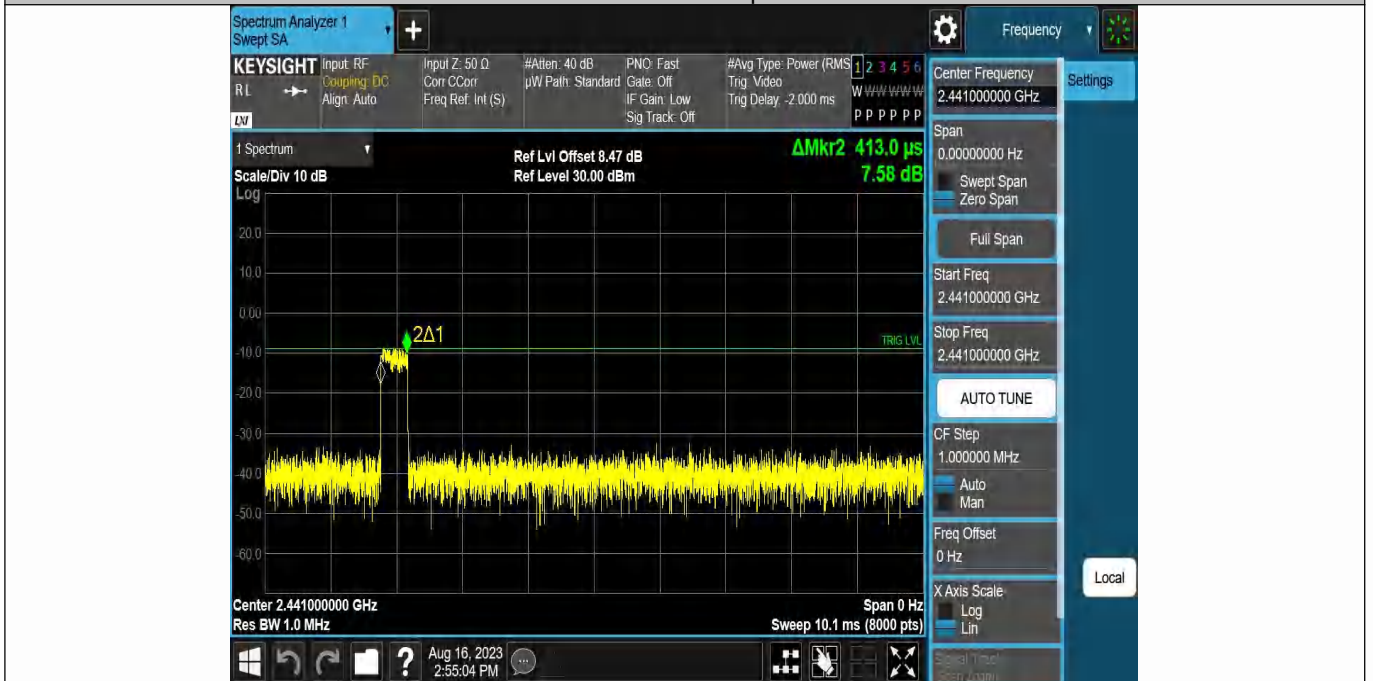 Spectrum Analyzer 1
Swept SA
+
Frequency
KEYSIGHT
R L
LXI
Input: RF
Coupling: DC
Align: Auto
Input Z: 50 Ω
Corr CCorr
Freq Ref: Int (S)
#Atten: 40 dB
µW Path: Standard
PNO: Fast
Gate: Off
IF Gain: Low
Sig Track: Off
#Avg Type: Power (RMS
Trig: Video
Trig Delay: -2.000 ms
1 2 3 4 5 6
W W W W W W
P P P P P P
Center Frequency
2.441000000 GHz
Settings
1 Spectrum
Scale/Div 10 dB
Log
Ref Lvl Offset 8.47 dB
Ref Level 30.00 dBm
ΔMkr2 413.0 µs
7.58 dB
Span
0.00000000 Hz
Swept Span
Zero Span
Full Span
Start Freq
2.441000000 GHz
Stop Freq
2.441000000 GHz
AUTO TUNE
CF Step
1.000000 MHz
Auto
Man
Freq Offset
0 Hz
X Axis Scale
Log
Lin
Local
20.0
10.0
0.00
-10.0
-20.0
-30.0
-40.0
-50.0
-60.0
2Δ1
TRIG LVL
Center 2.441000000 GHz
Res BW 1.0 MHz
Span 0 Hz
Sweep 10.1 ms (8000 pts)
?
Aug 16, 2023
2:55:04 PM